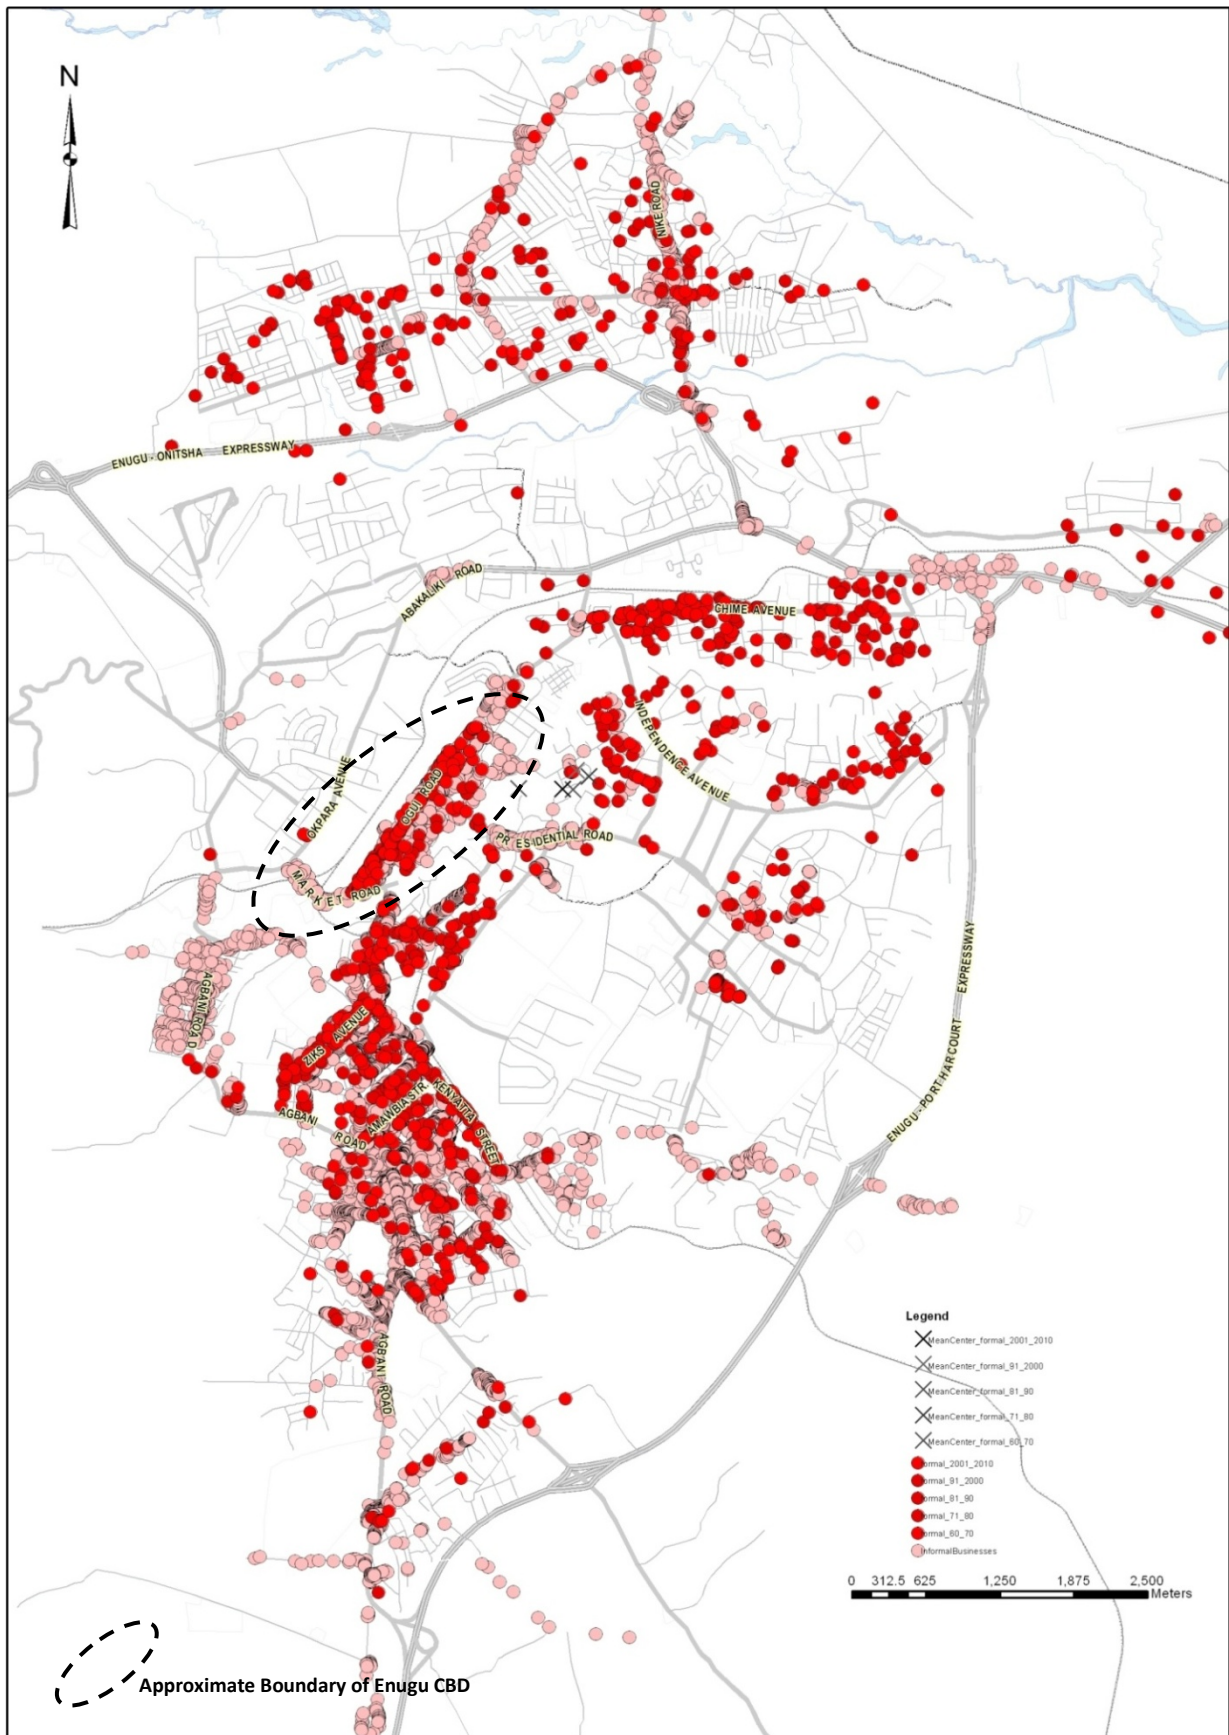 N
NIKE ROAD
ENUGU - ONITSHA EXPRESSWAY
ABAKALIKI ROAD
CHIME AVENUE
INDEPENDENCE AVENUE
OKPARA AVENUE
OGUI ROAD
PRESIDENTIAL ROAD
MARKET ROAD
AGBANI ROAD
ZIKS AVENUE
AMAWBIA STR.
KENYATTA STREET
AGBANI ROAD
ENUGU - PORT HARCOURT EXPRESSWAY
AGBANI ROAD
Legend
MeanCenter_formal_2001_2010
MeanCenter_formal_91_2000
MeanCenter_formal_81_90
MeanCenter_formal_71_80
MeanCenter_formal_60_70
formal_2001_2010
formal_91_2000
formal_81_90
formal_71_80
formal_60_70
InformalBusinesses
0 312.5 625 1,250 1,875 2,500
Meters
Approximate Boundary of Enugu CBD